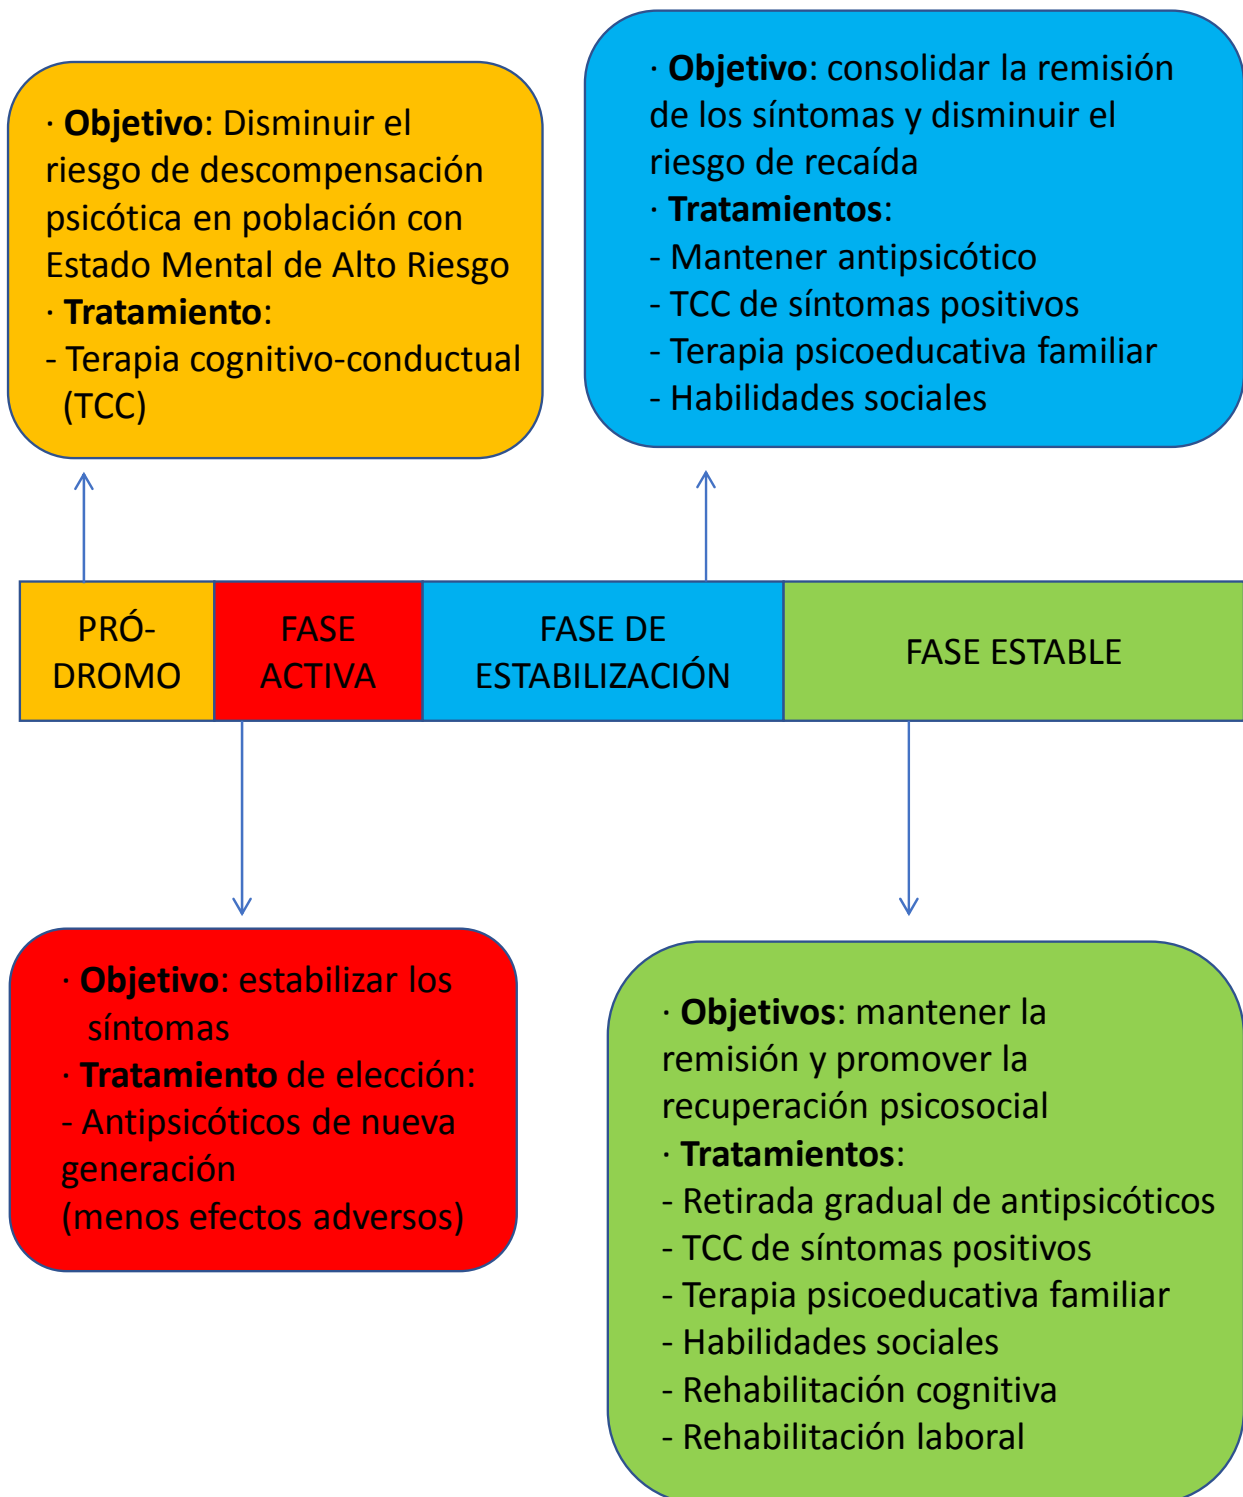 · Objetivo: Disminuir el
riesgo de descompensación
psicótica en población con
Estado Mental de Alto Riesgo
· Tratamiento:
- Terapia cognitivo-conductual
(TCC)
· Objetivo: consolidar la remisión
de los síntomas y disminuir el
riesgo de recaída
· Tratamientos:
- Mantener antipsicótico
- TCC de síntomas positivos
- Terapia psicoeducativa familiar
- Habilidades sociales
PRÓ-
DROMO
FASE
ACTIVA
FASE DE
ESTABILIZACIÓN
FASE ESTABLE
· Objetivo: estabilizar los
síntomas
· Tratamiento de elección:
- Antipsicóticos de nueva
generación
(menos efectos adversos)
· Objetivos: mantener la
remisión y promover la
recuperación psicosocial
· Tratamientos:
- Retirada gradual de antipsicóticos
- TCC de síntomas positivos
- Terapia psicoeducativa familiar
- Habilidades sociales
- Rehabilitación cognitiva
- Rehabilitación laboral